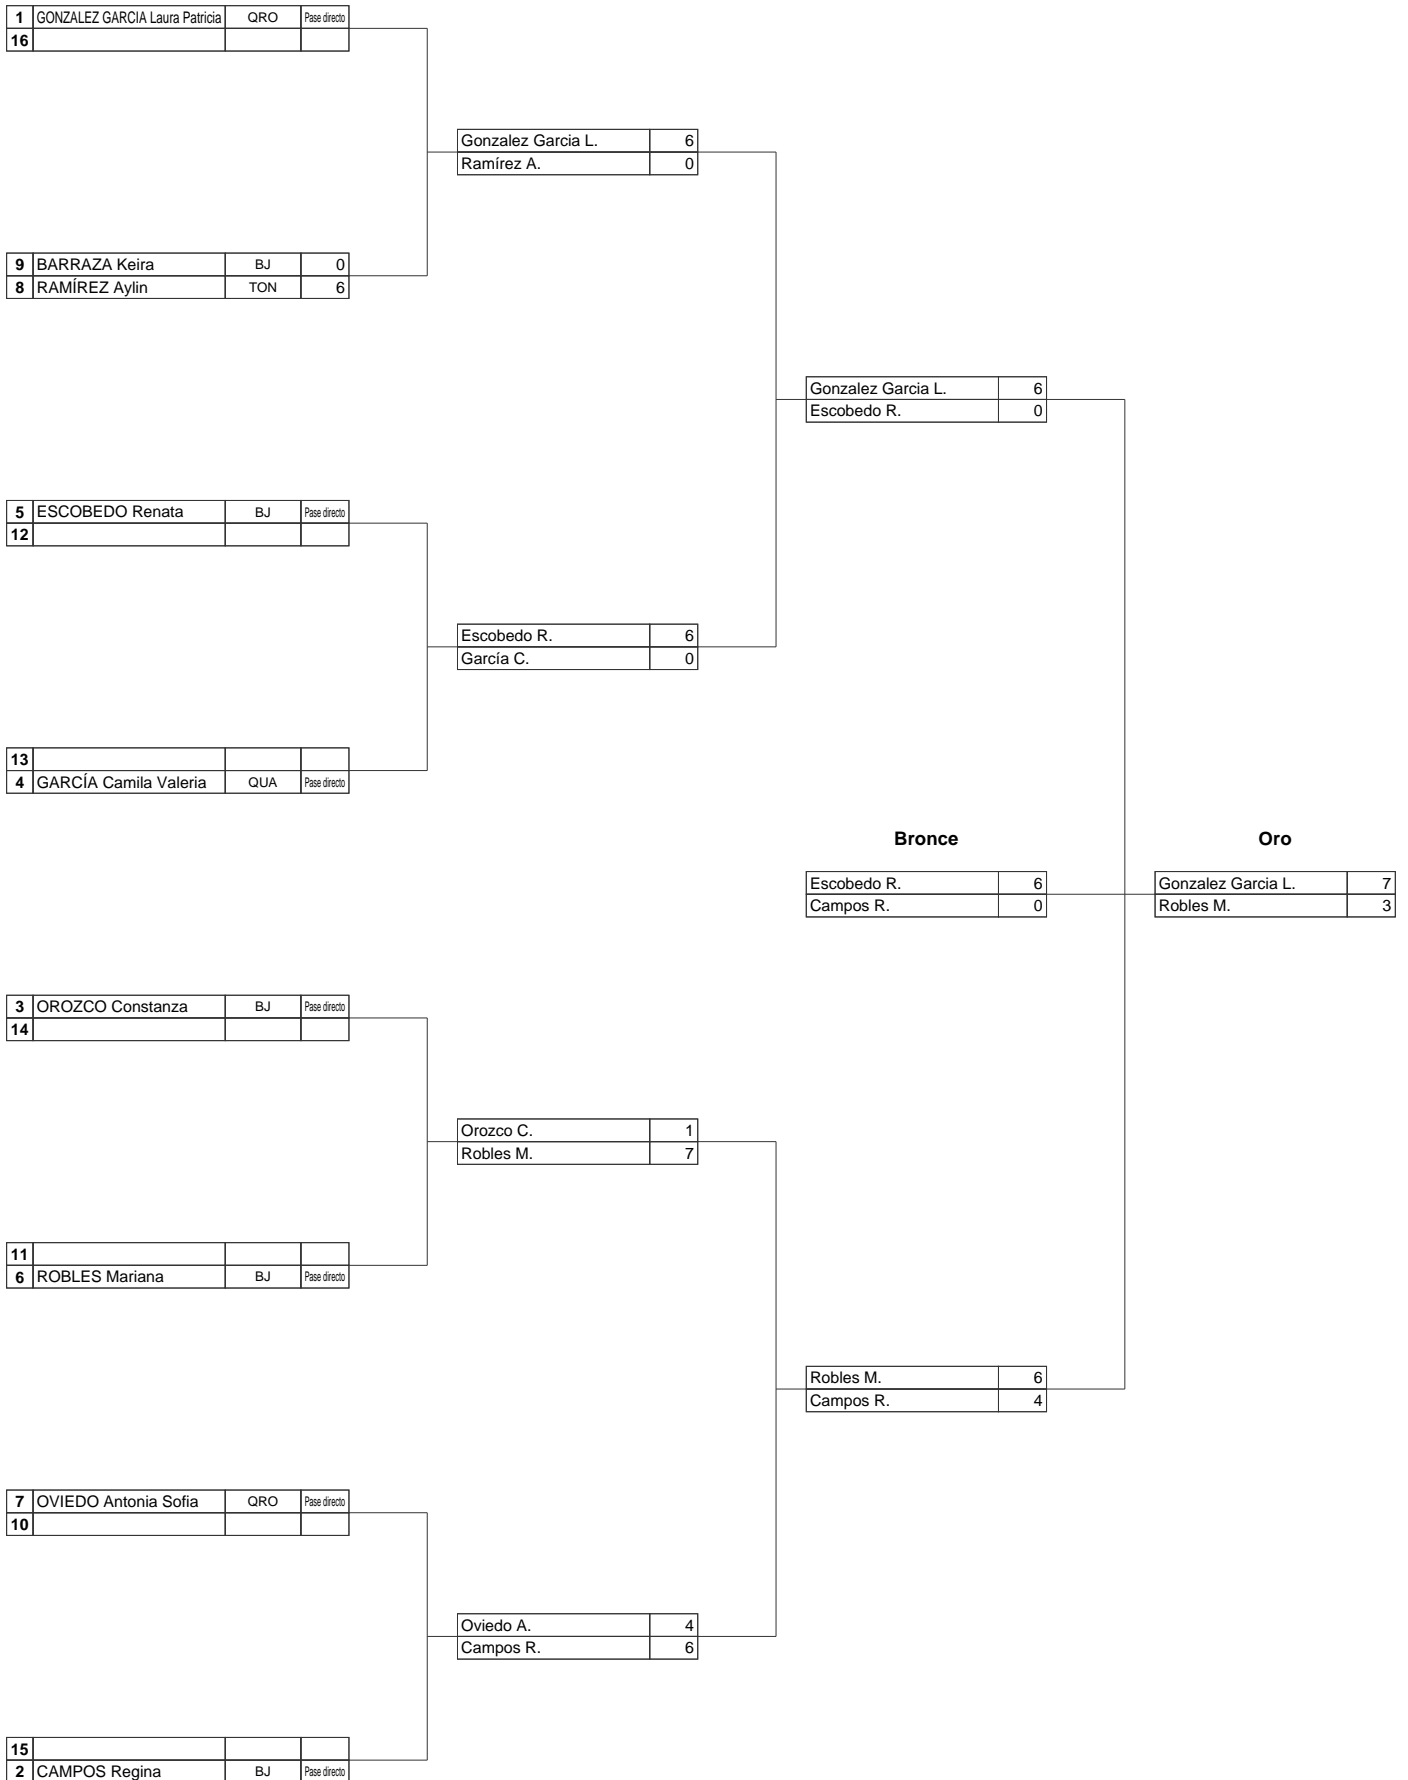 1 GONZALEZ GARCIA Laura Patricia QRO Pase directo
16
Gonzalez Garcia L. 6
Ramírez A. 0
9 BARRAZA Keira BJ 0
8 RAMÍREZ Aylin TON 6
Gonzalez Garcia L. 6
Escobedo R. 0
5 ESCOBEDO Renata BJ Pase directo
12
Escobedo R. 6
García C. 0
13
4 GARCÍA Camila Valeria QUA Pase directo
Bronce Oro
Escobedo R. 6 Gonzalez Garcia L. 7
Campos R. 0 Robles M. 3
3 OROZCO Constanza BJ Pase directo
14
Orozco C. 1
Robles M. 7
11
6 ROBLES Mariana BJ Pase directo
Robles M. 6
Campos R. 4
7 OVIEDO Antonia Sofia QRO Pase directo
10
Oviedo A. 4
Campos R. 6
15
2 CAMPOS Regina BJ Pase directo